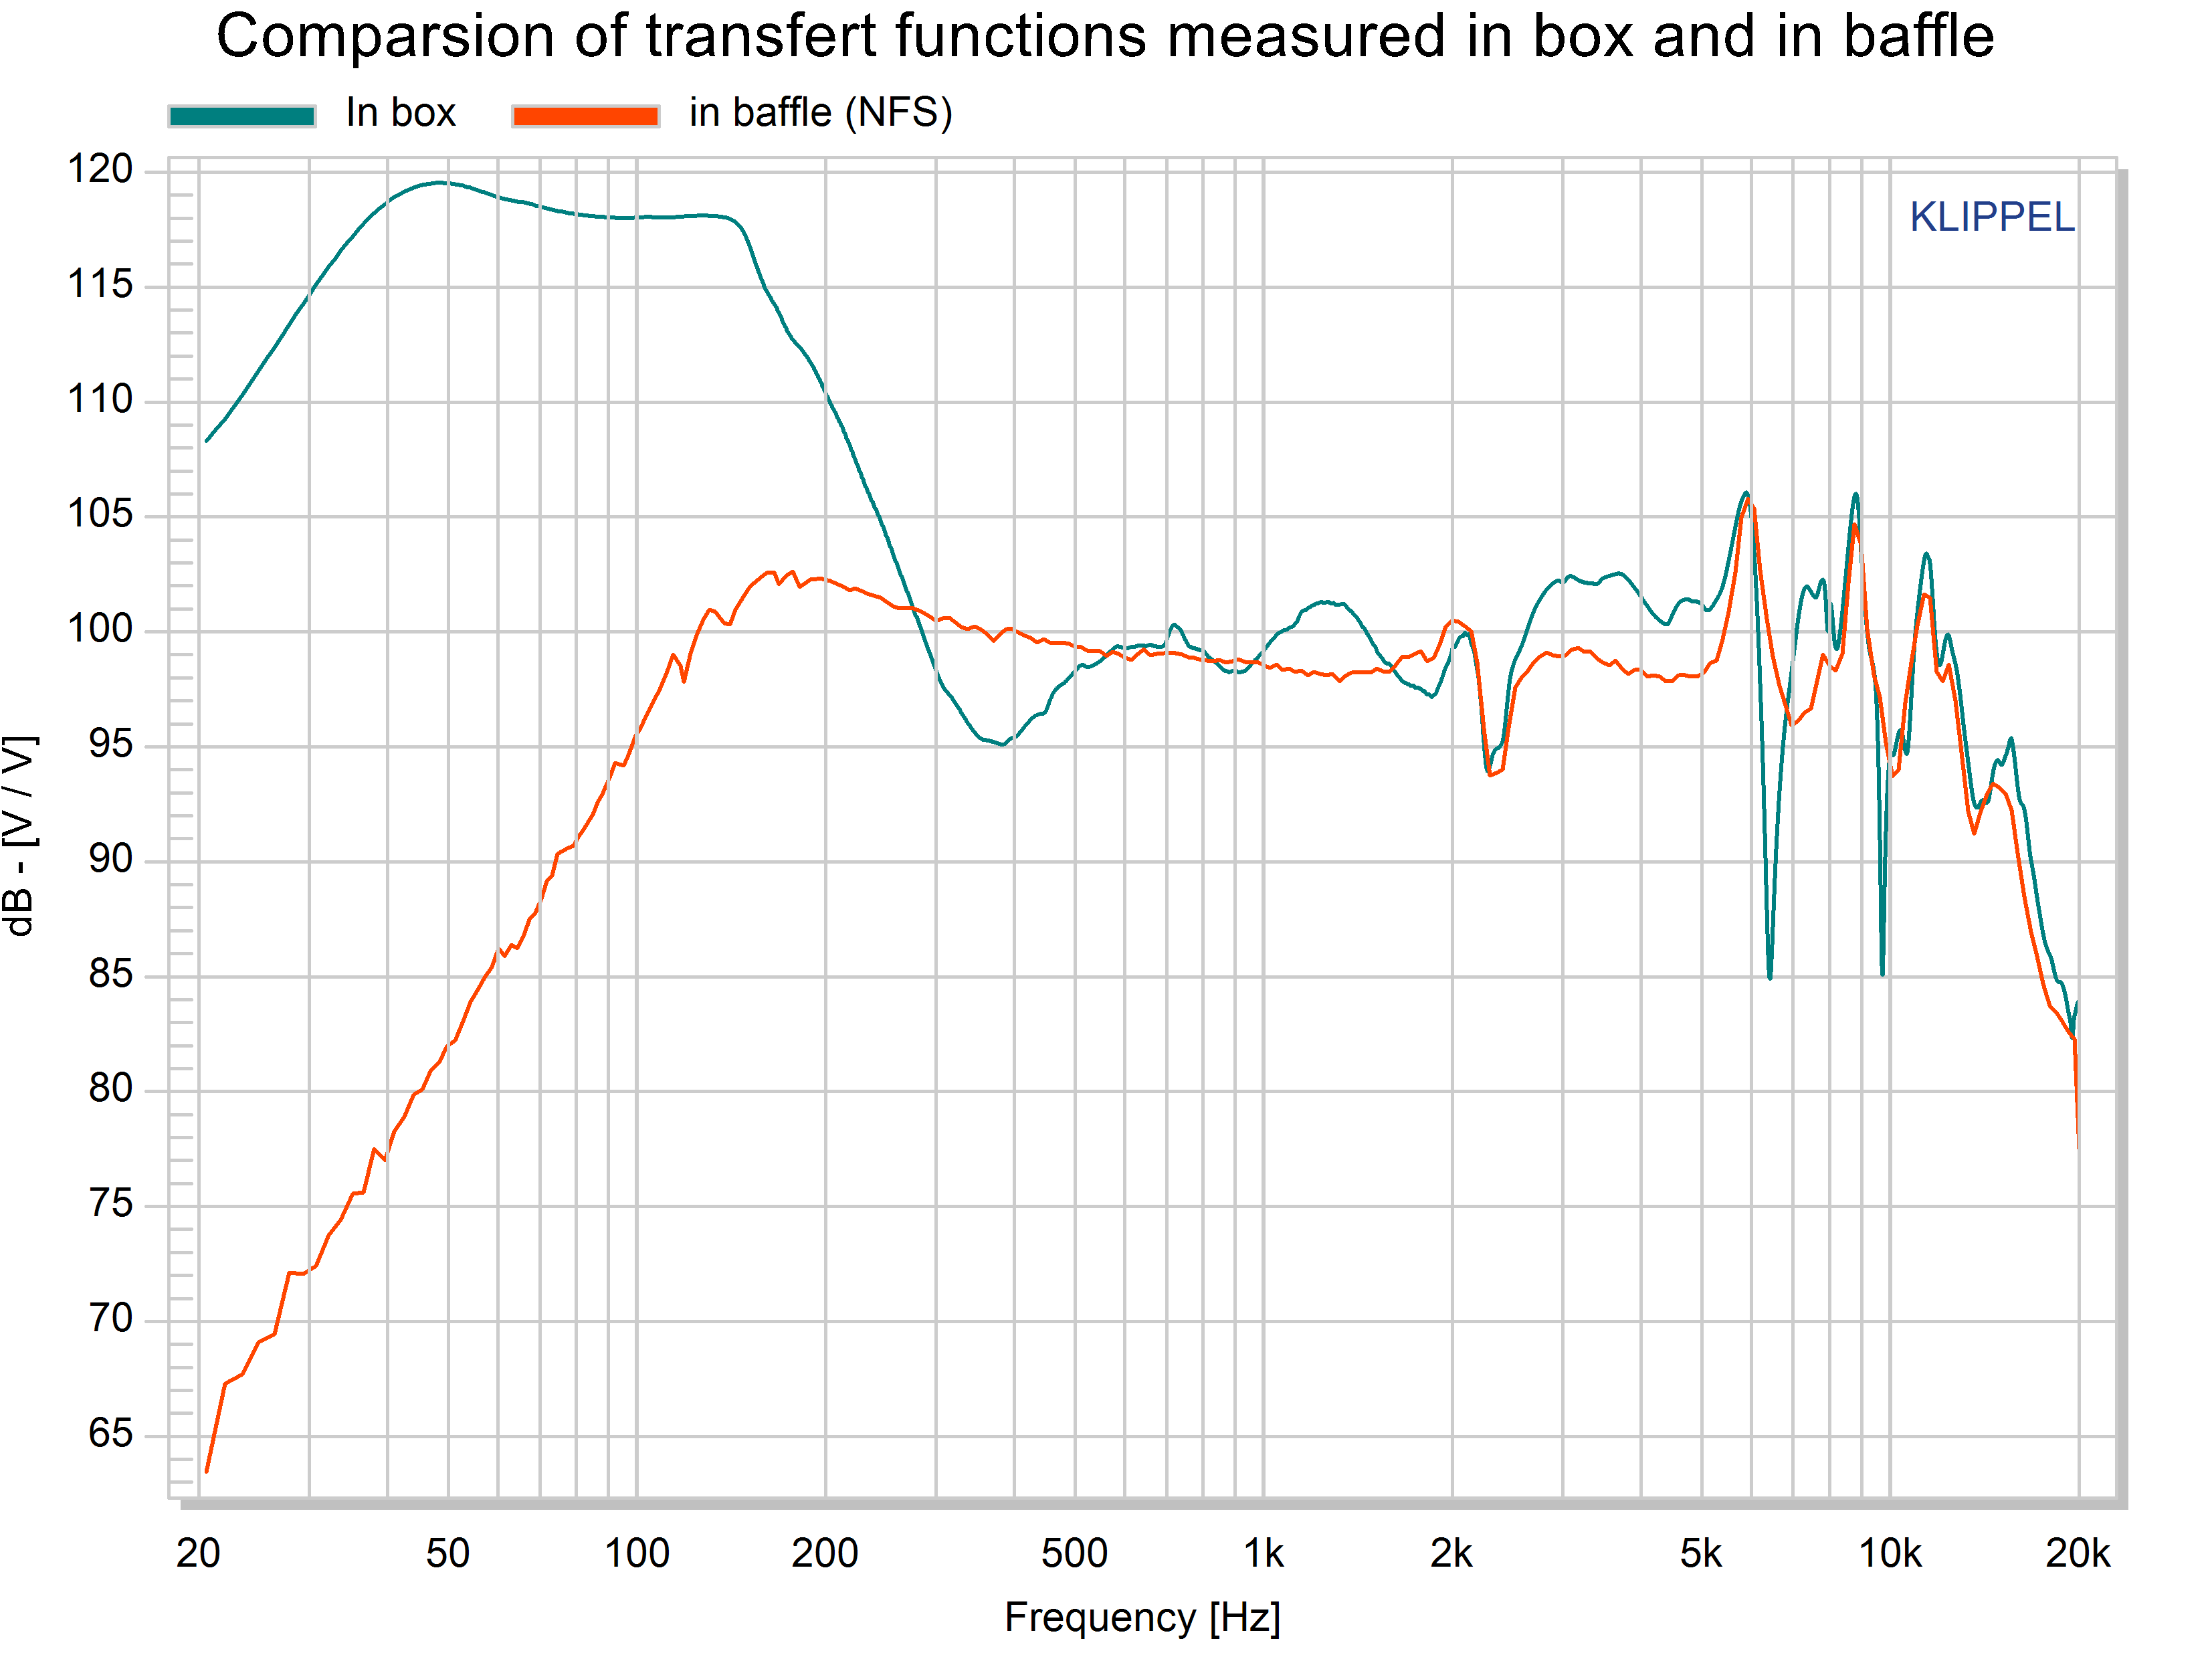 Comparsion of transfert functions measured in box and in baffle
In box
in baffle (NFS)
KLIPPEL
dB - [V / V]
120
115
110
105
100
95
90
85
80
75
70
65
20 50 100 200 500 1k 2k 5k 10k 20k
Frequency [Hz]